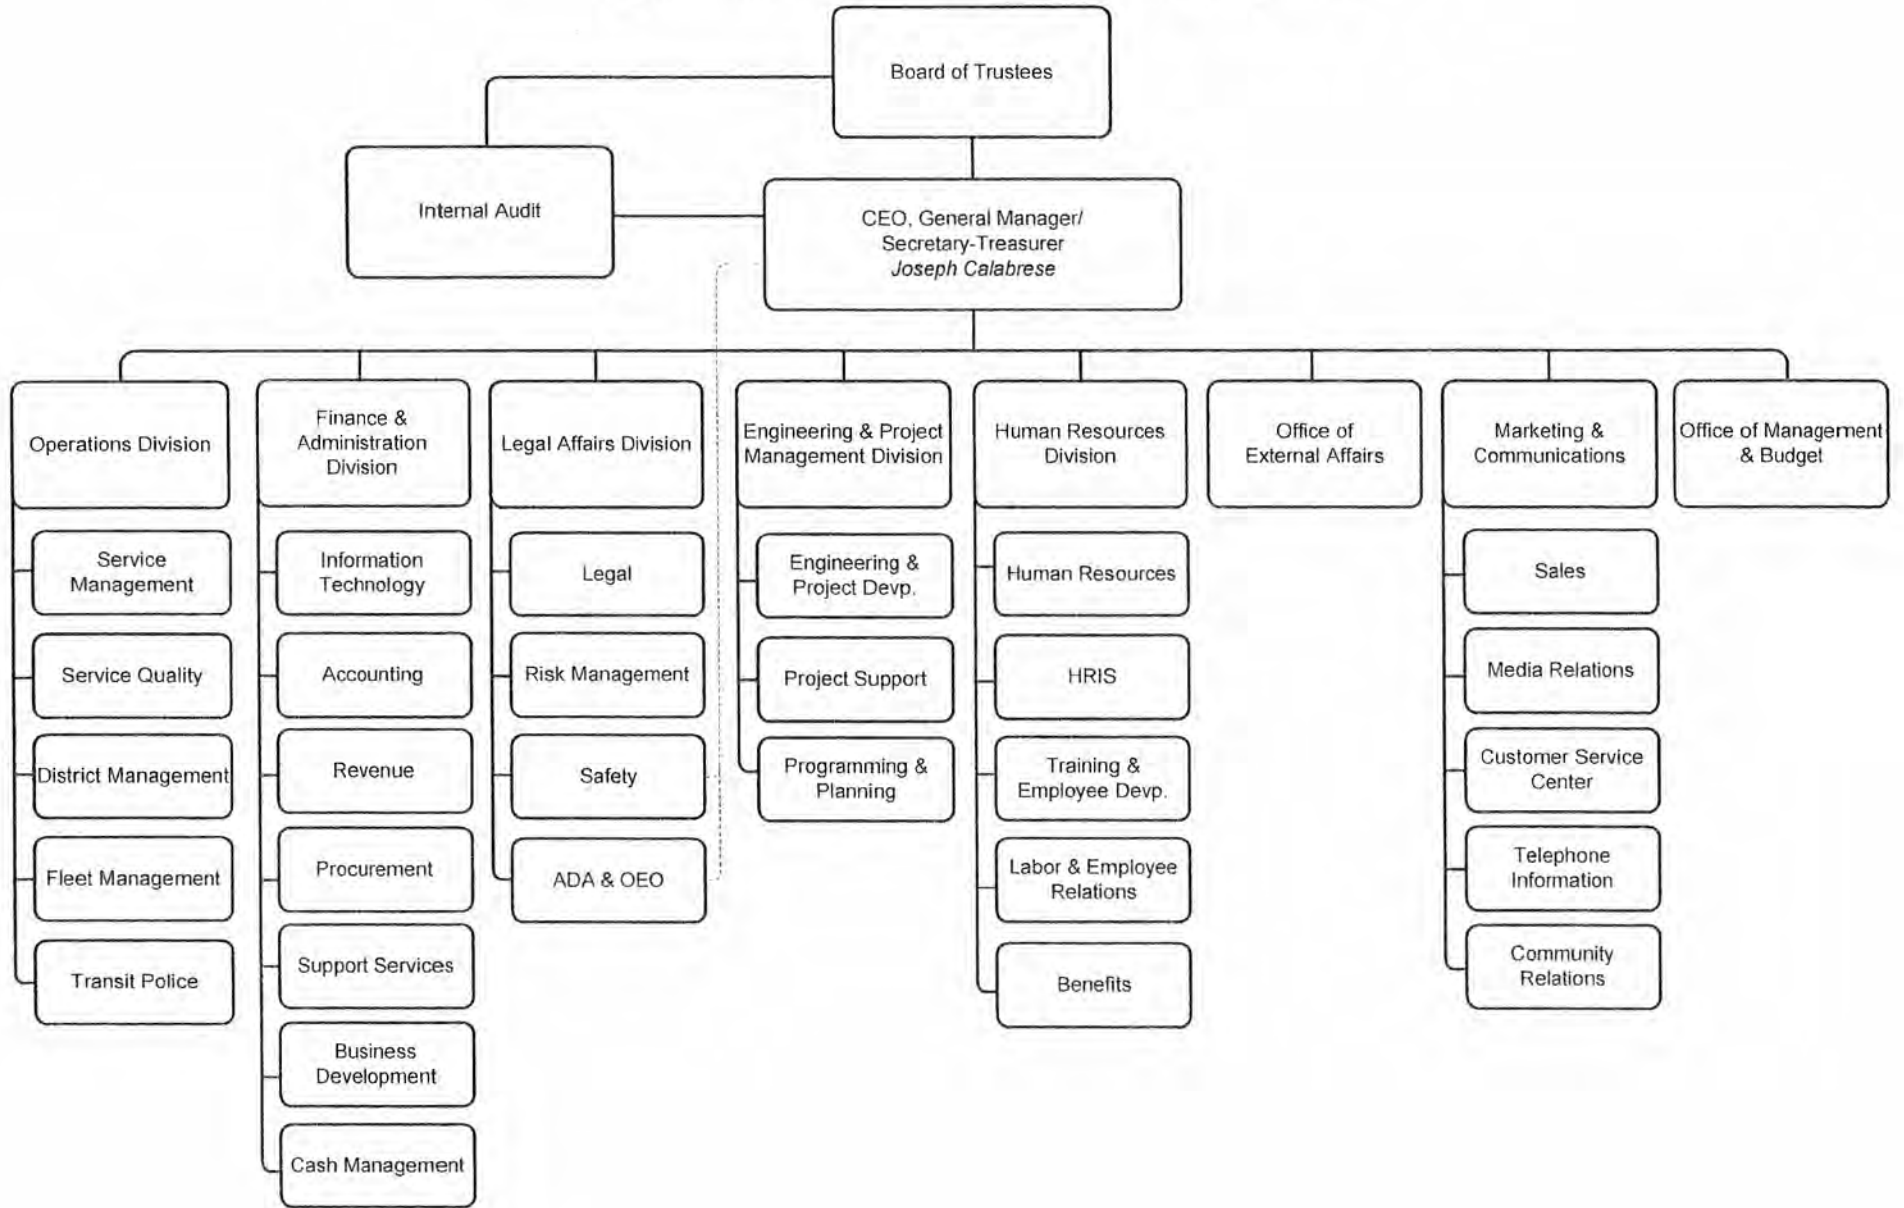 Board of Trustees
Internal Audit
CEO, General Manager/
Secretary-Treasurer
Joseph Calabrese
Operations Division
Service
Management
Service Quality
District Management
Fleet Management
Transit Police
Finance &
Administration
Division
Information
Technology
Accounting
Revenue
Procurement
Support Services
Business
Development
Cash Management
Legal Affairs Division
Legal
Risk Management
Safety
ADA & OEO
Engineering & Project
Management Division
Engineering &
Project Devp.
Project Support
Programming &
Planning
Human Resources
Division
Human Resources
HRIS
Training &
Employee Devp.
Labor & Employee
Relations
Benefits
Office of
External Affairs
Marketing &
Communications
Sales
Media Relations
Customer Service
Center
Telephone
Information
Community
Relations
Office of Management
& Budget